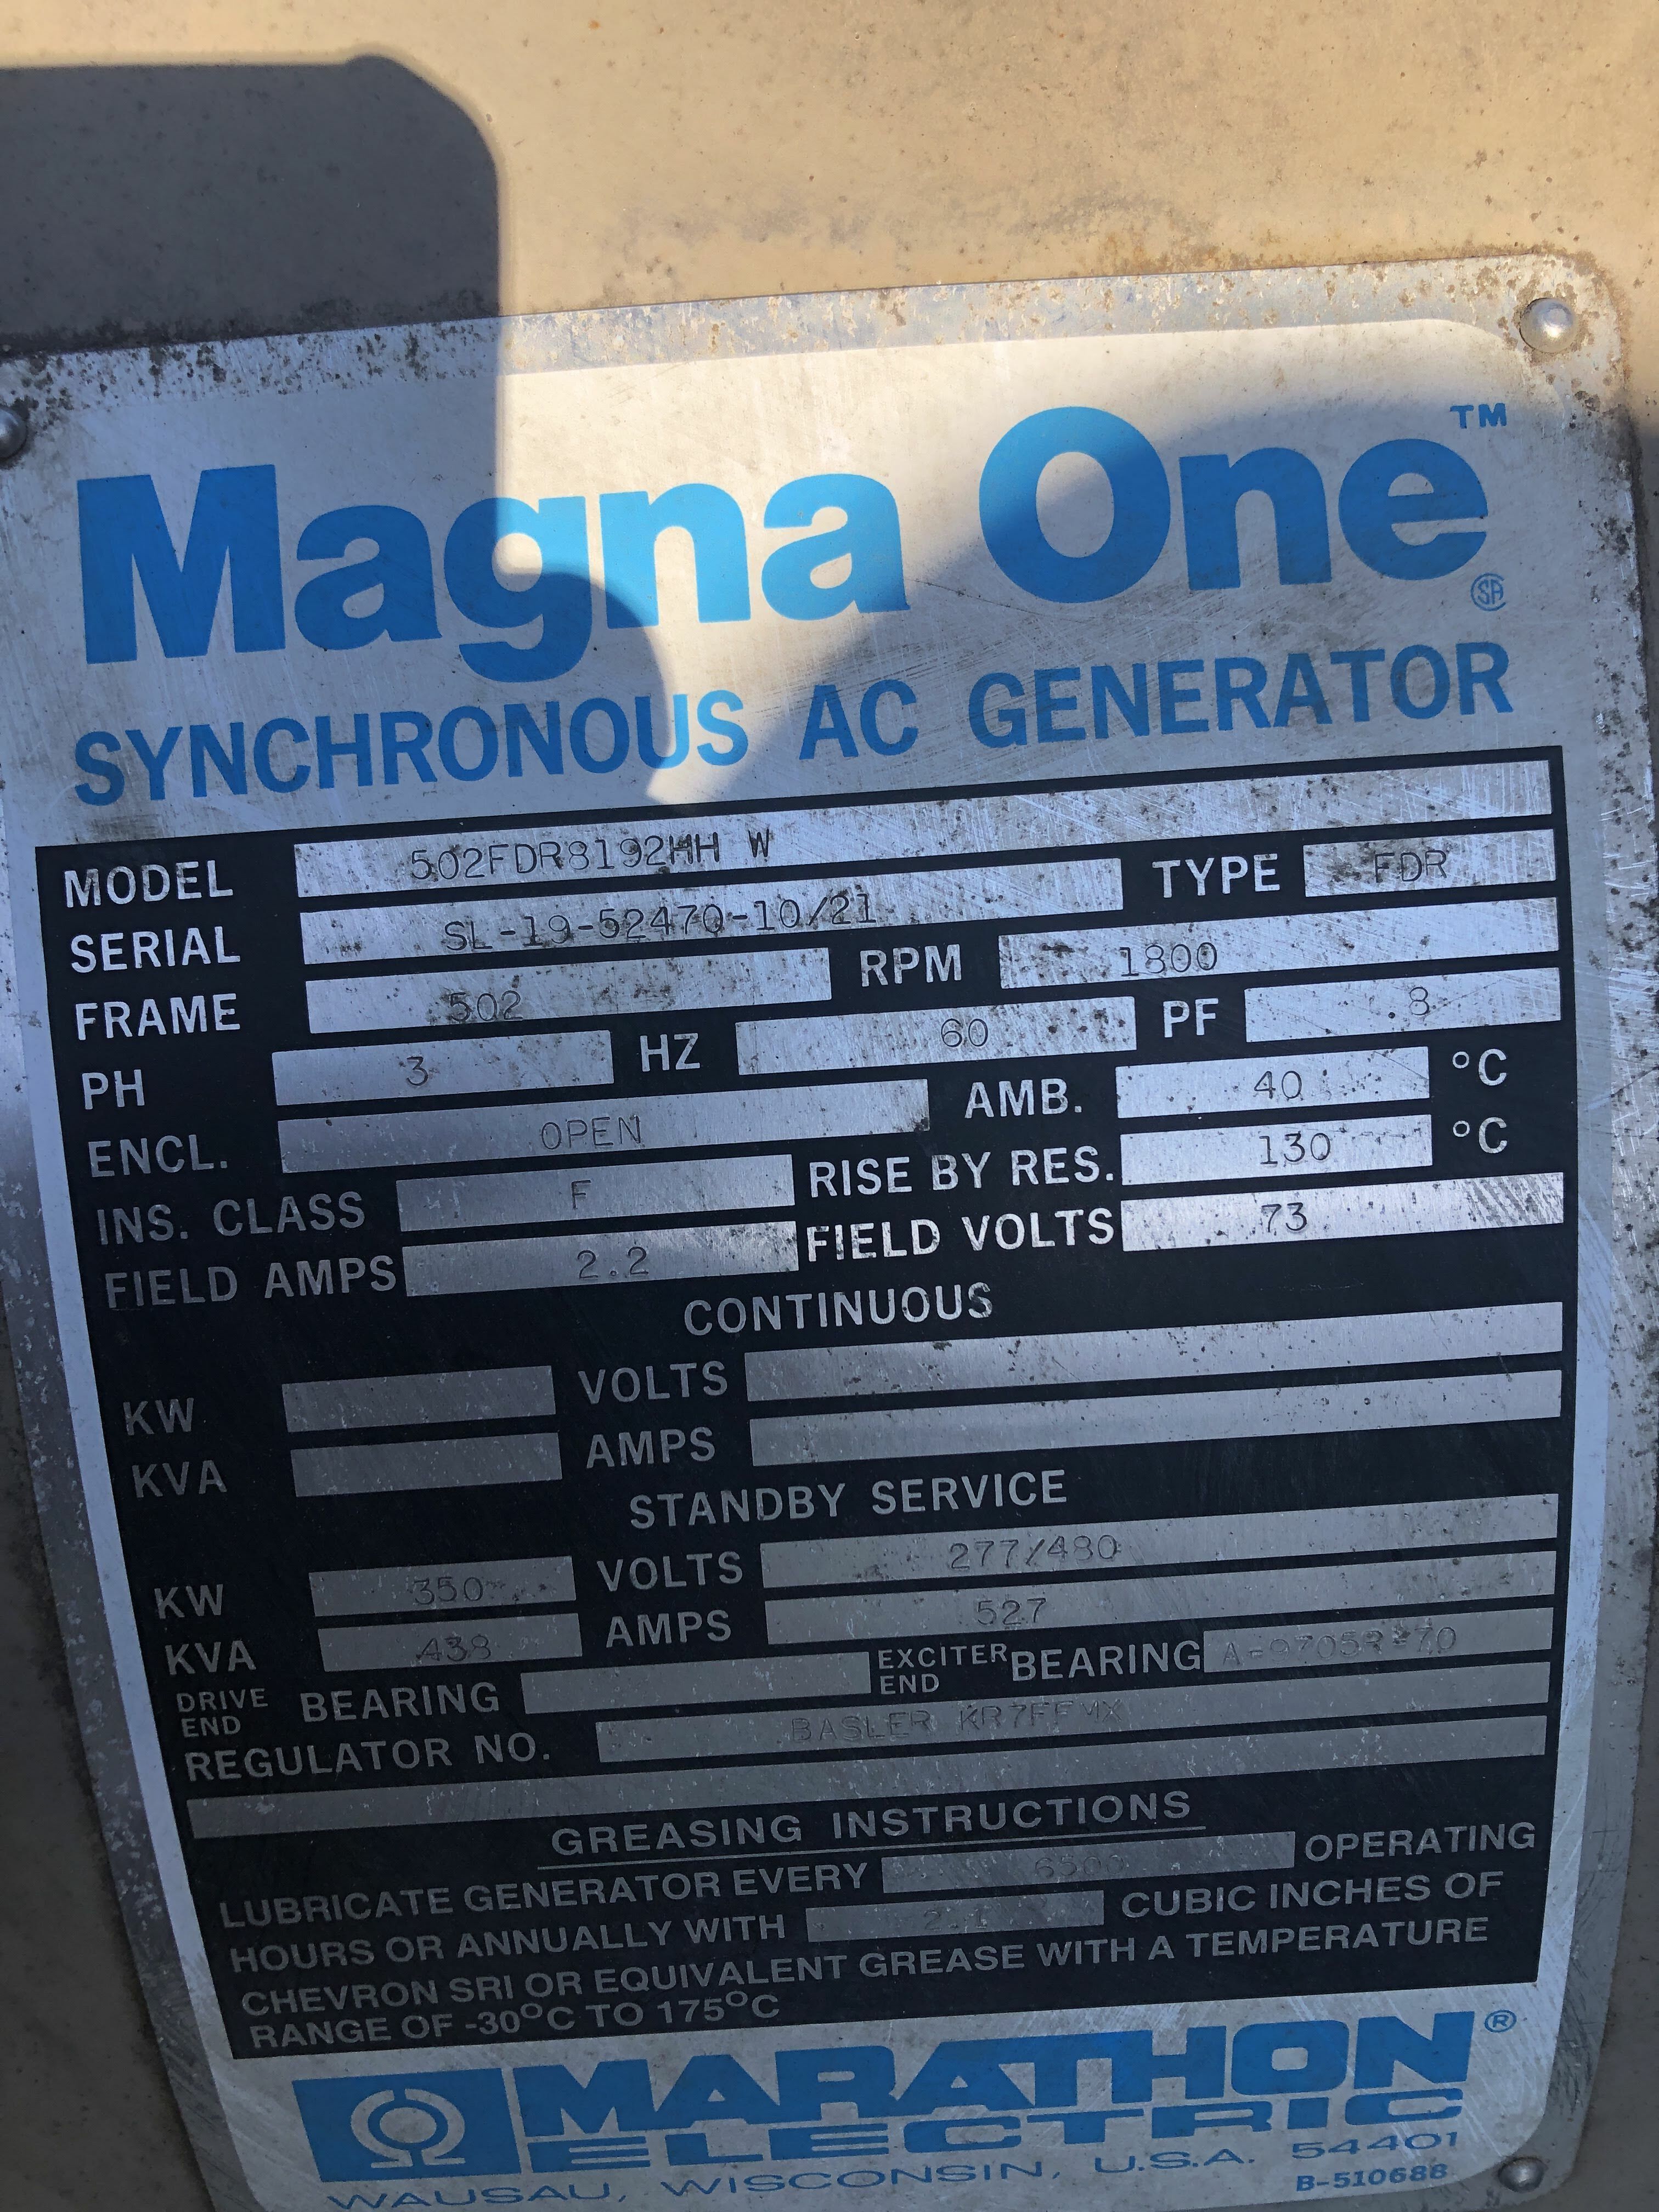 Magna One ™
SYNCHRONOUS AC GENERATOR
MODEL 502FDR8192HH W
SERIAL SL-19-52470-10/21 TYPE FDR
FRAME 502 RPM 1800
PH 3 HZ 60 PF .8
ENCL. OPEN AMB. 40 °C
INS. CLASS F RISE BY RES. 130 °C
FIELD AMPS 2.2 FIELD VOLTS 73
CONTINUOUS
KW VOLTS
KVA AMPS
STANDBY SERVICE
KW 350 VOLTS 277/480
KVA 438 AMPS 527
DRIVE END BEARING EXCITER END BEARING A-9705R-70
REGULATOR NO. BASLER
GREASING INSTRUCTIONS
LUBRICATE GENERATOR EVERY 6500 OPERATING
HOURS OR ANNUALLY WITH CUBIC INCHES OF
CHEVRON SRI OR EQUIVALENT GREASE WITH A TEMPERATURE
RANGE OF -30°C TO 175°C
MARATHON ®
ELECTRIC
WAUSAU, WISCONSIN, U.S.A. 54401
B-510688